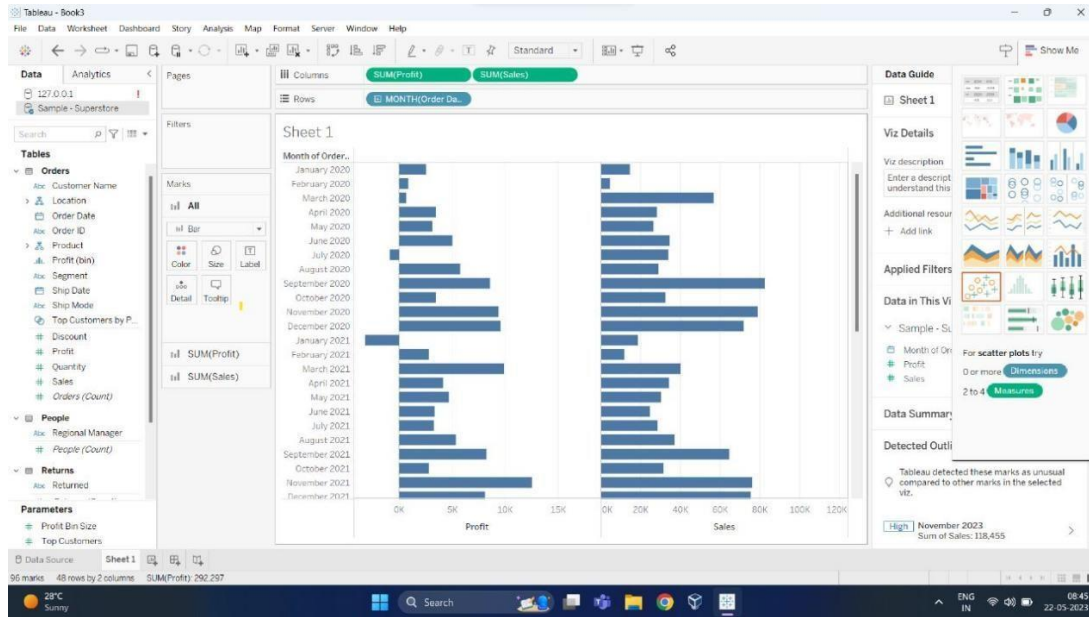 Tableau - Book3
File Data Worksheet Dashboard Story Analysis Map Format Server Window Help
Standard
Show Me
Data Analytics
127.0.0.1
Sample - Superstore
Search
Tables
Orders
Abc Customer Name
Location
Order Date
Abc Order ID
Product
Profit (bin)
Abc Segment
Ship Date
Abc Ship Mode
Top Customers by P...
# Discount
# Profit
# Quantity
# Sales
# Orders (Count)
People
Abc Regional Manager
# People (Count)
Returns
Abc Returned
Parameters
# Profit Bin Size
# Top Customers
Pages
Filters
Marks
All
Bar
Color Size Label
Detail Tooltip
SUM(Profit)
SUM(Sales)
Columns SUM(Profit) SUM(Sales)
Rows MONTH(Order Da..
Sheet 1
Month of Order..
January 2020
February 2020
March 2020
April 2020
May 2020
June 2020
July 2020
August 2020
September 2020
October 2020
November 2020
December 2020
January 2021
February 2021
March 2021
April 2021
May 2021
June 2021
July 2021
August 2021
September 2021
October 2021
November 2021
December 2021
0K 5K 10K 15K
Profit
0K 20K 40K 60K 80K 100K 120K
Sales
Data Guide
Sheet 1
Viz Details
Viz description
Enter a descript
understand this
Additional resour
+ Add link
Applied Filters
Data in This Vi
Sample - Su
Month of Ord
# Profit
# Sales
Data Summary
Detected Outli
Tableau detected these marks as unusual
compared to other marks in the selected
viz.
High November 2023
Sum of Sales: 118,455
For scatter plots try
0 or more Dimensions
2 to 4 Measures
Data Source Sheet 1
96 marks 48 rows by 2 columns SUM(Profit): 292,297
28°C
Sunny
Search
ENG
IN
08:45
22-05-2023